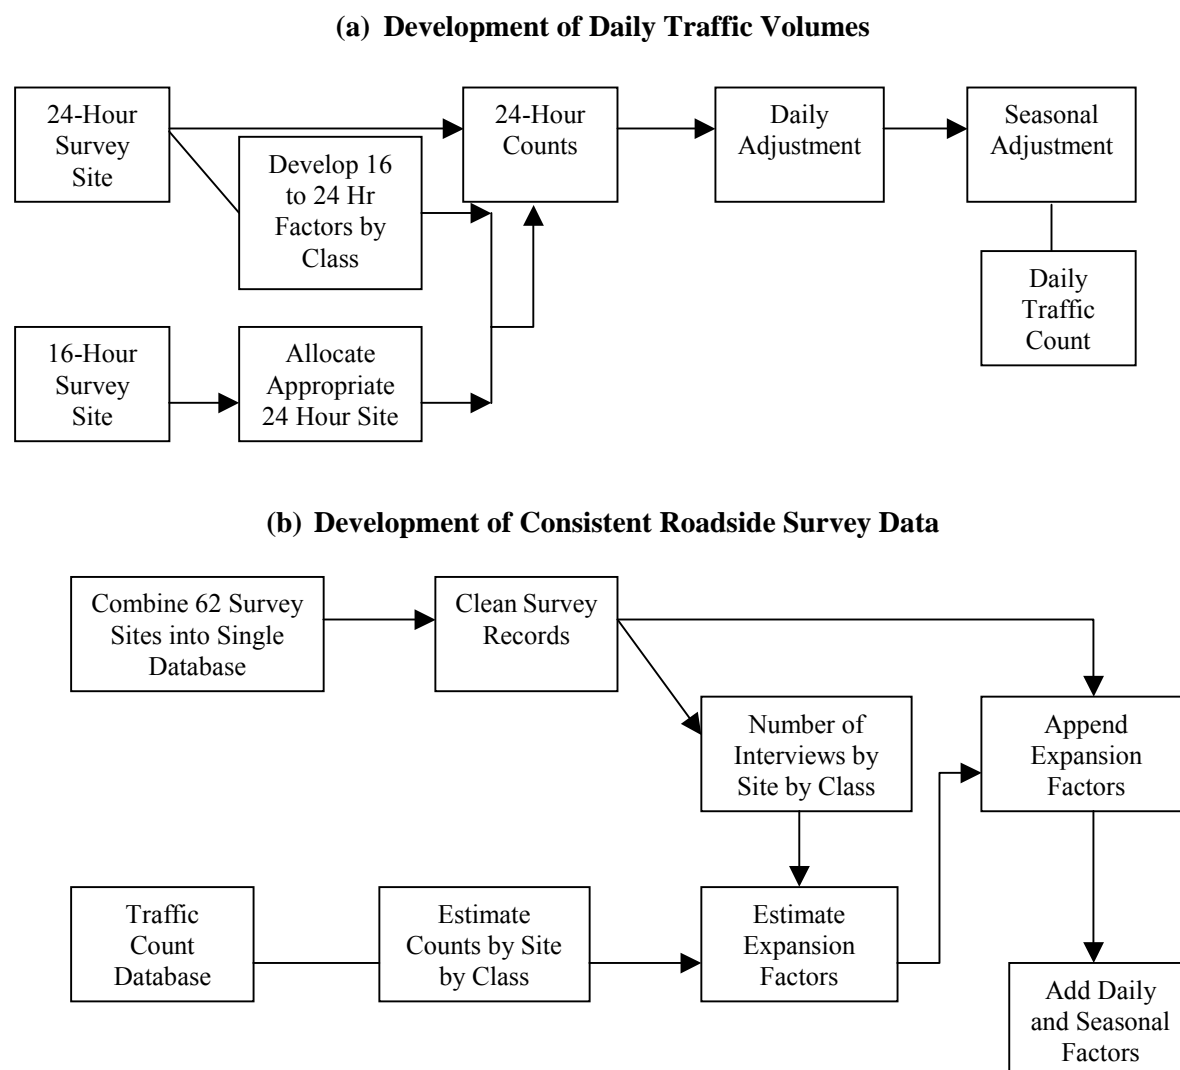 (a) Development of Daily Traffic Volumes
24-Hour
Survey
Site
Develop 16
to 24 Hr
Factors by
Class
24-Hour
Counts
Daily
Adjustment
Seasonal
Adjustment
Daily
Traffic
Count
16-Hour
Survey
Site
Allocate
Appropriate
24 Hour Site
(b) Development of Consistent Roadside Survey Data
Combine 62 Survey
Sites into Single
Database
Clean Survey
Records
Number of
Interviews by
Site by Class
Append
Expansion
Factors
Traffic
Count
Database
Estimate
Counts by Site
by Class
Estimate
Expansion
Factors
Add Daily
and Seasonal
Factors